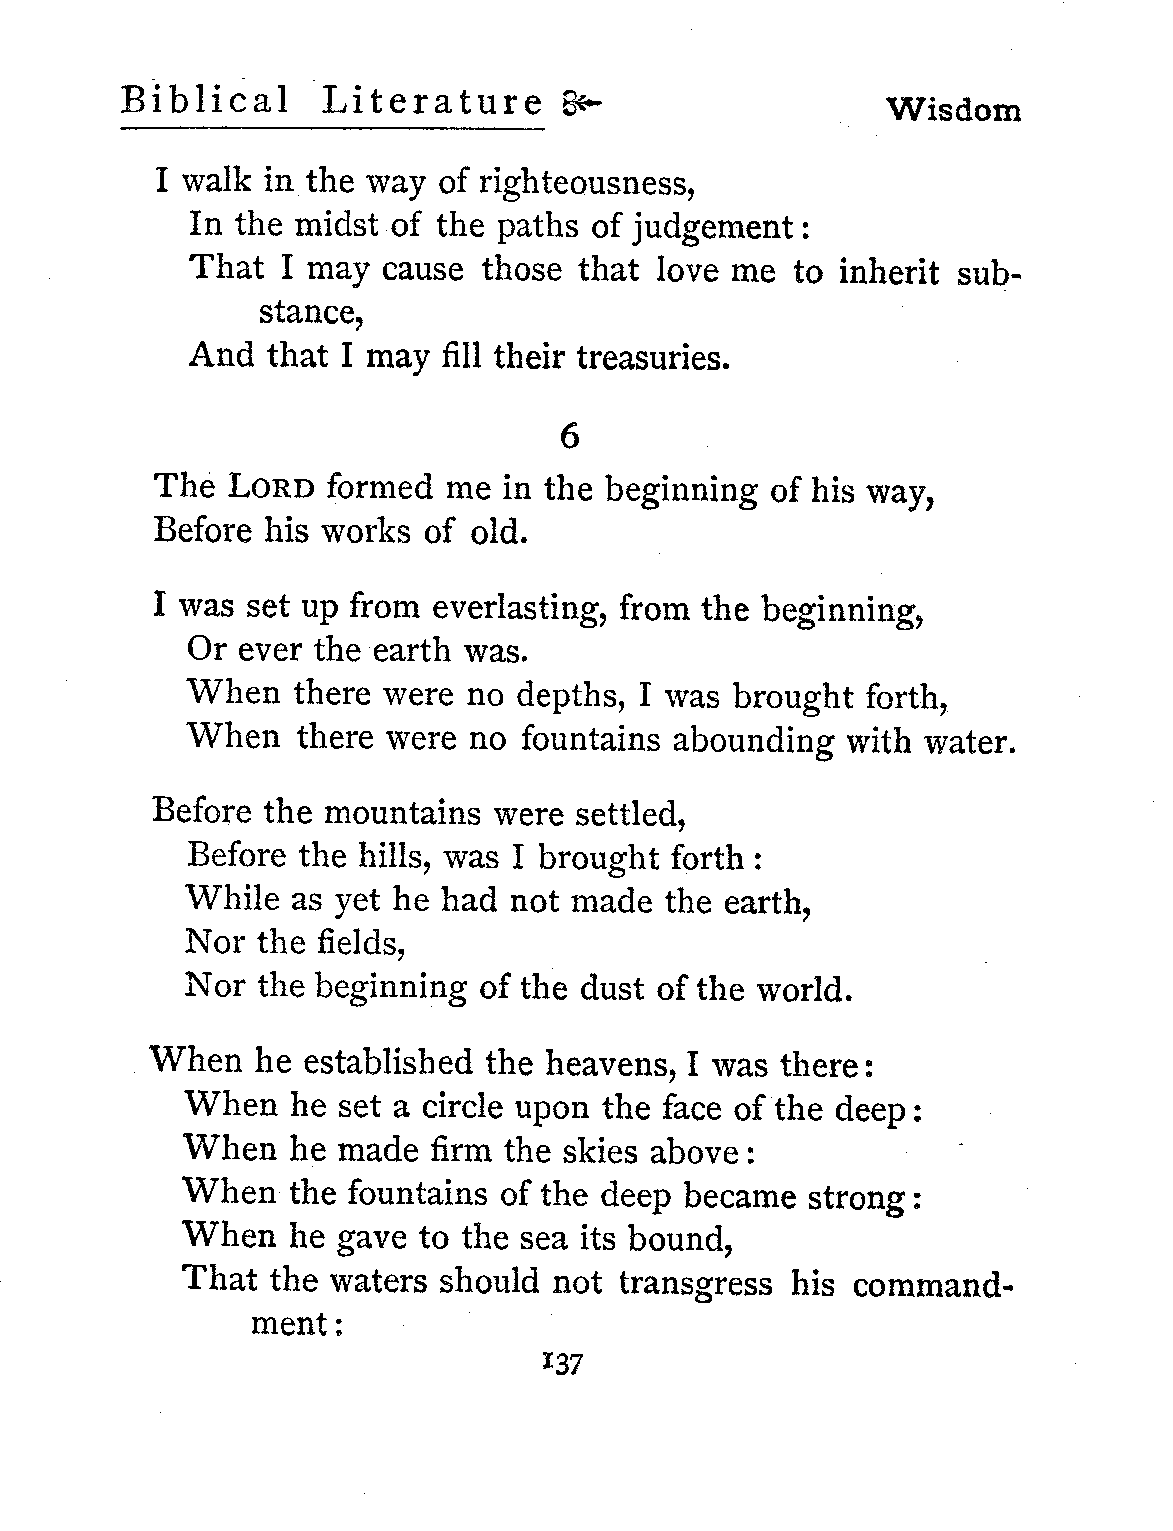 Biblical Literature Wisdom
I walk in the way of righteousness,
In the midst of the paths of judgement:
That I may cause those that love me to inherit sub-
stance,
And that I may fill their treasuries.
6
The LORD formed me in the beginning of his way,
Before his works of old.
I was set up from everlasting, from the beginning,
Or ever the earth was.
When there were no depths, I was brought forth,
When there were no fountains abounding with water.
Before the mountains were settled,
Before the hills, was I brought forth:
While as yet he had not made the earth,
Nor the fields,
Nor the beginning of the dust of the world.
When he established the heavens, I was there:
When he set a circle upon the face of the deep:
When he made firm the skies above:
When the fountains of the deep became strong:
When he gave to the sea its bound,
That the waters should not transgress his command-
ment:
137